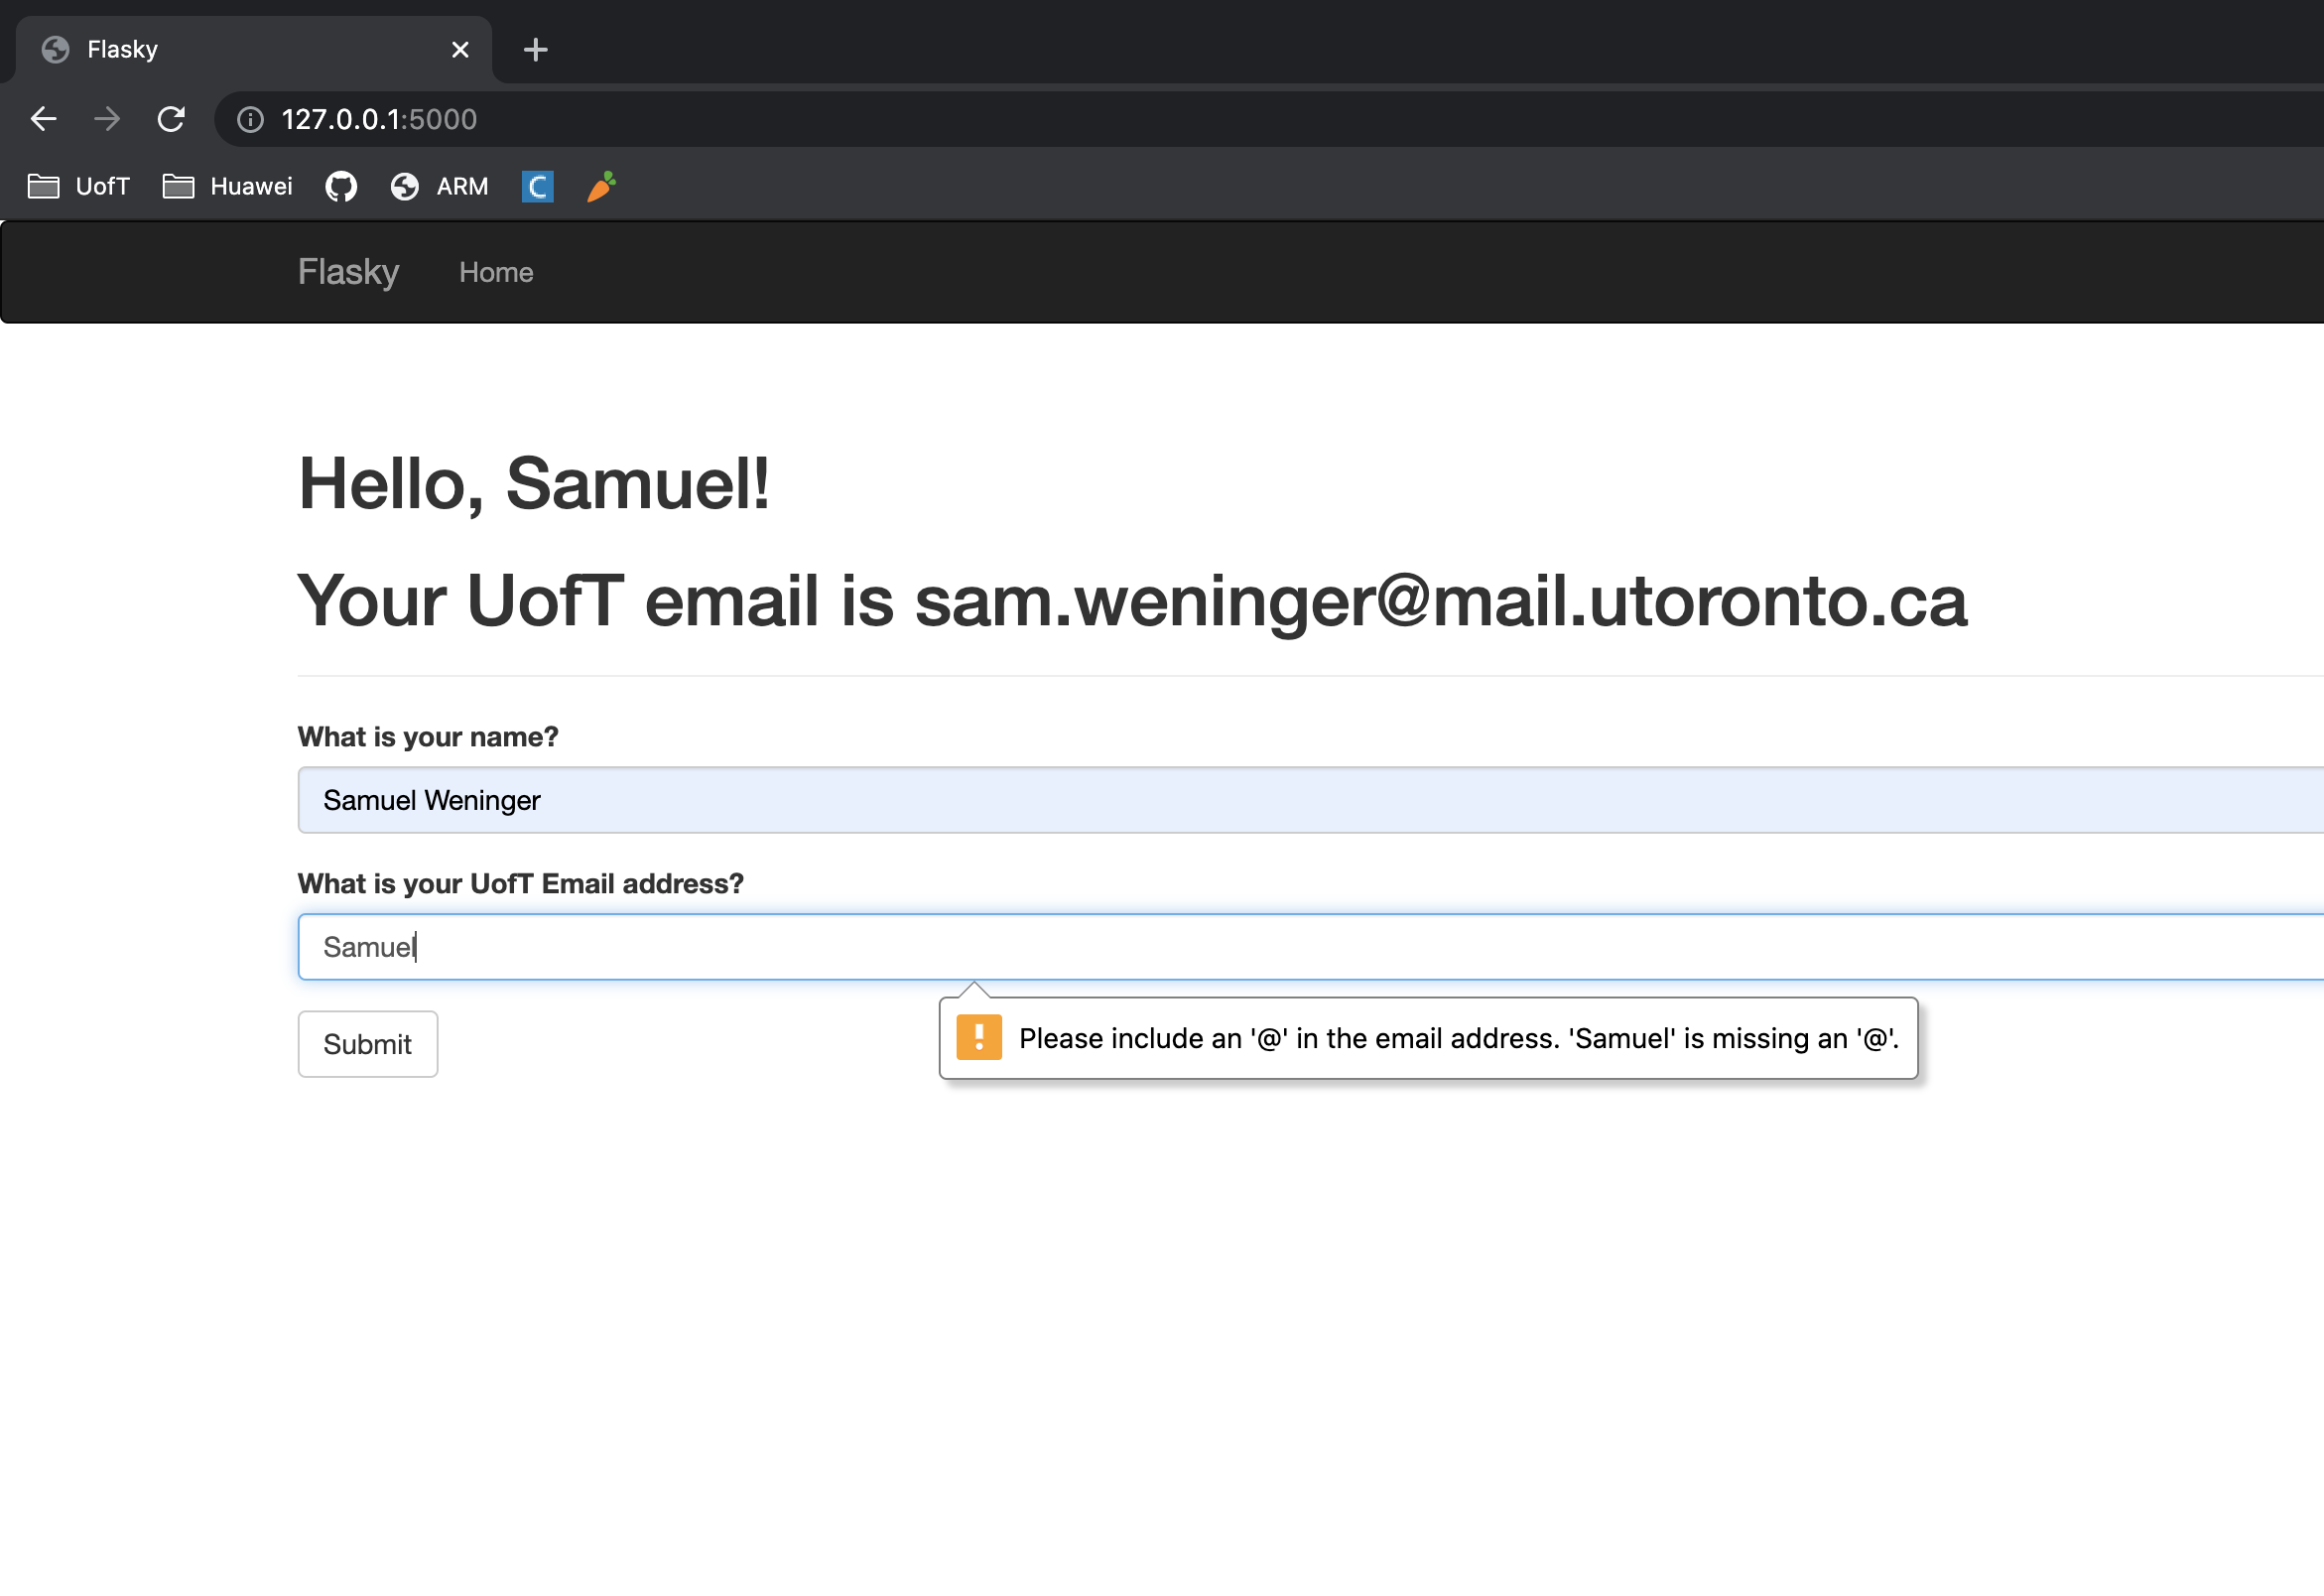 Flasky
127.0.0.1:5000
UofT Huawei ARM C
Flasky Home
Hello, Samuel!
Your UofT email is sam.weninger@mail.utoronto.ca
What is your name?
Samuel Weninger
What is your UofT Email address?
Samuel
Submit
Please include an '@' in the email address. 'Samuel' is missing an '@'.